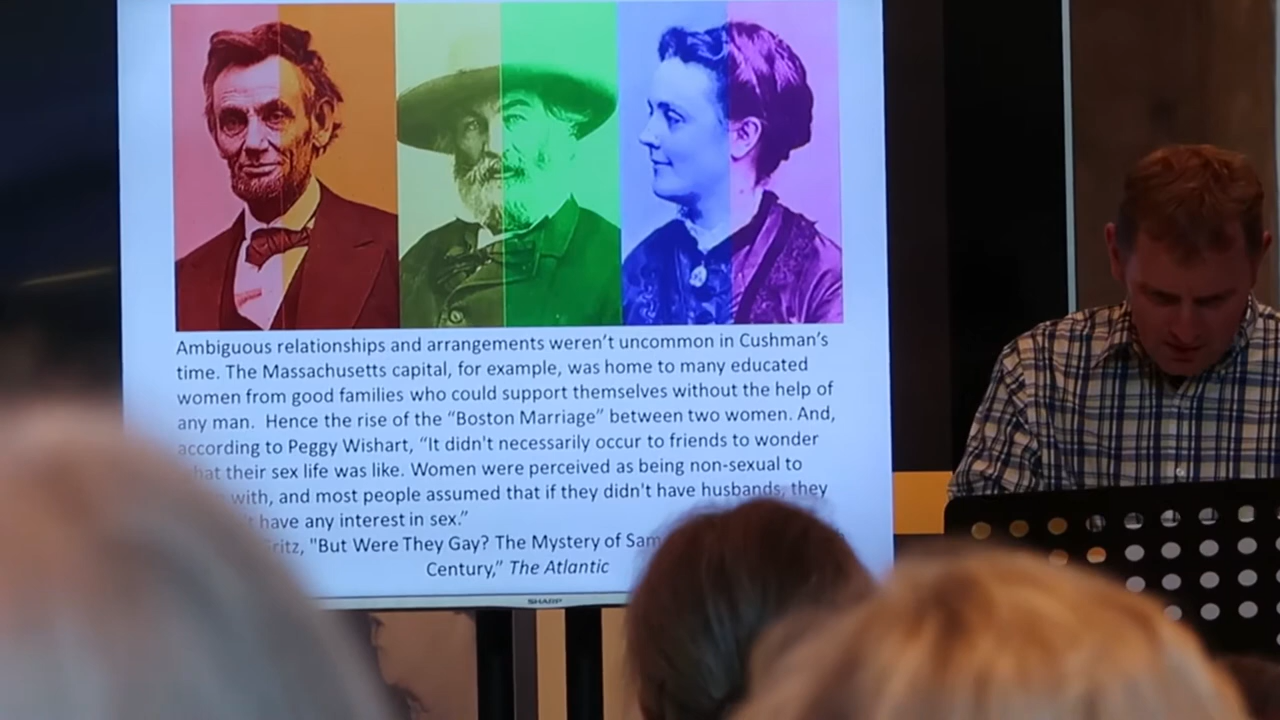 Ambiguous relationships and arrangements weren't uncommon in Cushman's
time. The Massachusetts capital, for example, was home to many educated
women from good families who could support themselves without the help of
any man. Hence the rise of the “Boston Marriage” between two women. And,
according to Peggy Wishart, “It didn't necessarily occur to friends to wonder
what their sex life was like. Women were perceived as being non-sexual to
with, and most people assumed that if they didn't have husbands, they
have any interest in sex.”
"But Were They Gay? The Mystery of
Century,” The Atlantic
SHARP